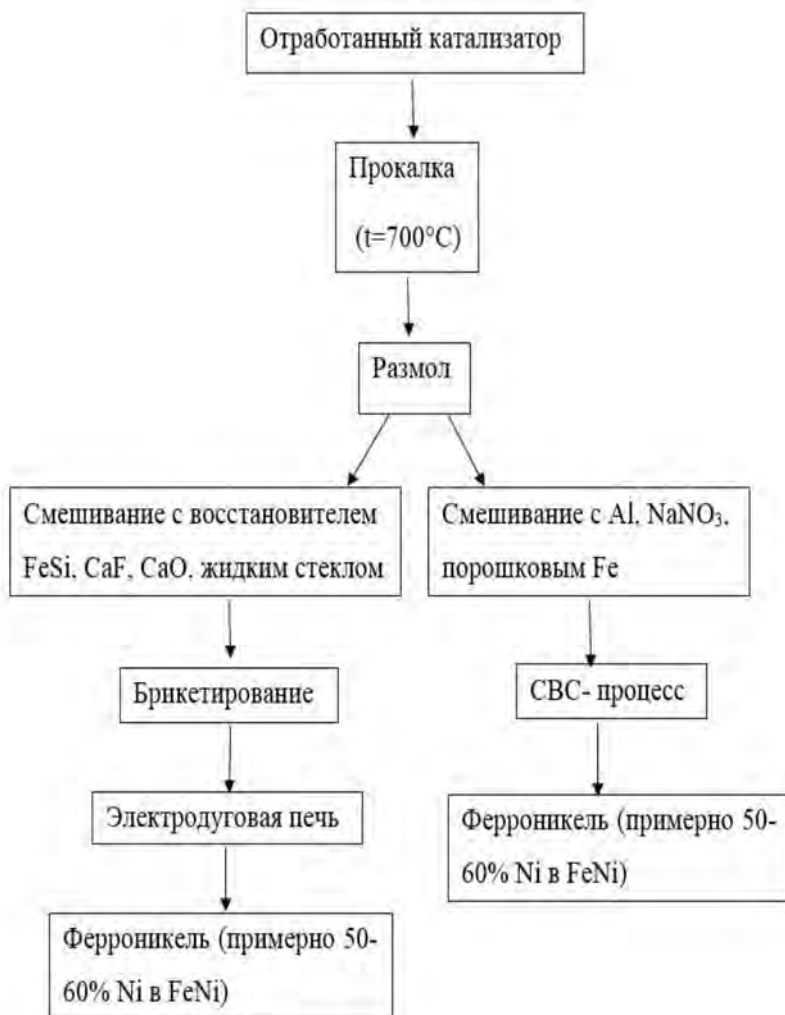 Отработанный катализатор
Прокалка
(t=700°C)
Размол
Смешивание с восстановителем
FeSi, CaF, CaO, жидким стеклом
Смешивание с Al, NaNO₃,
порошковым Fe
Брикетирование
СВС- процесс
Электродуговая печь
Ферроникель (примерно 50-
60% Ni в FeNi)
Ферроникель (примерно 50-
60% Ni в FeNi)